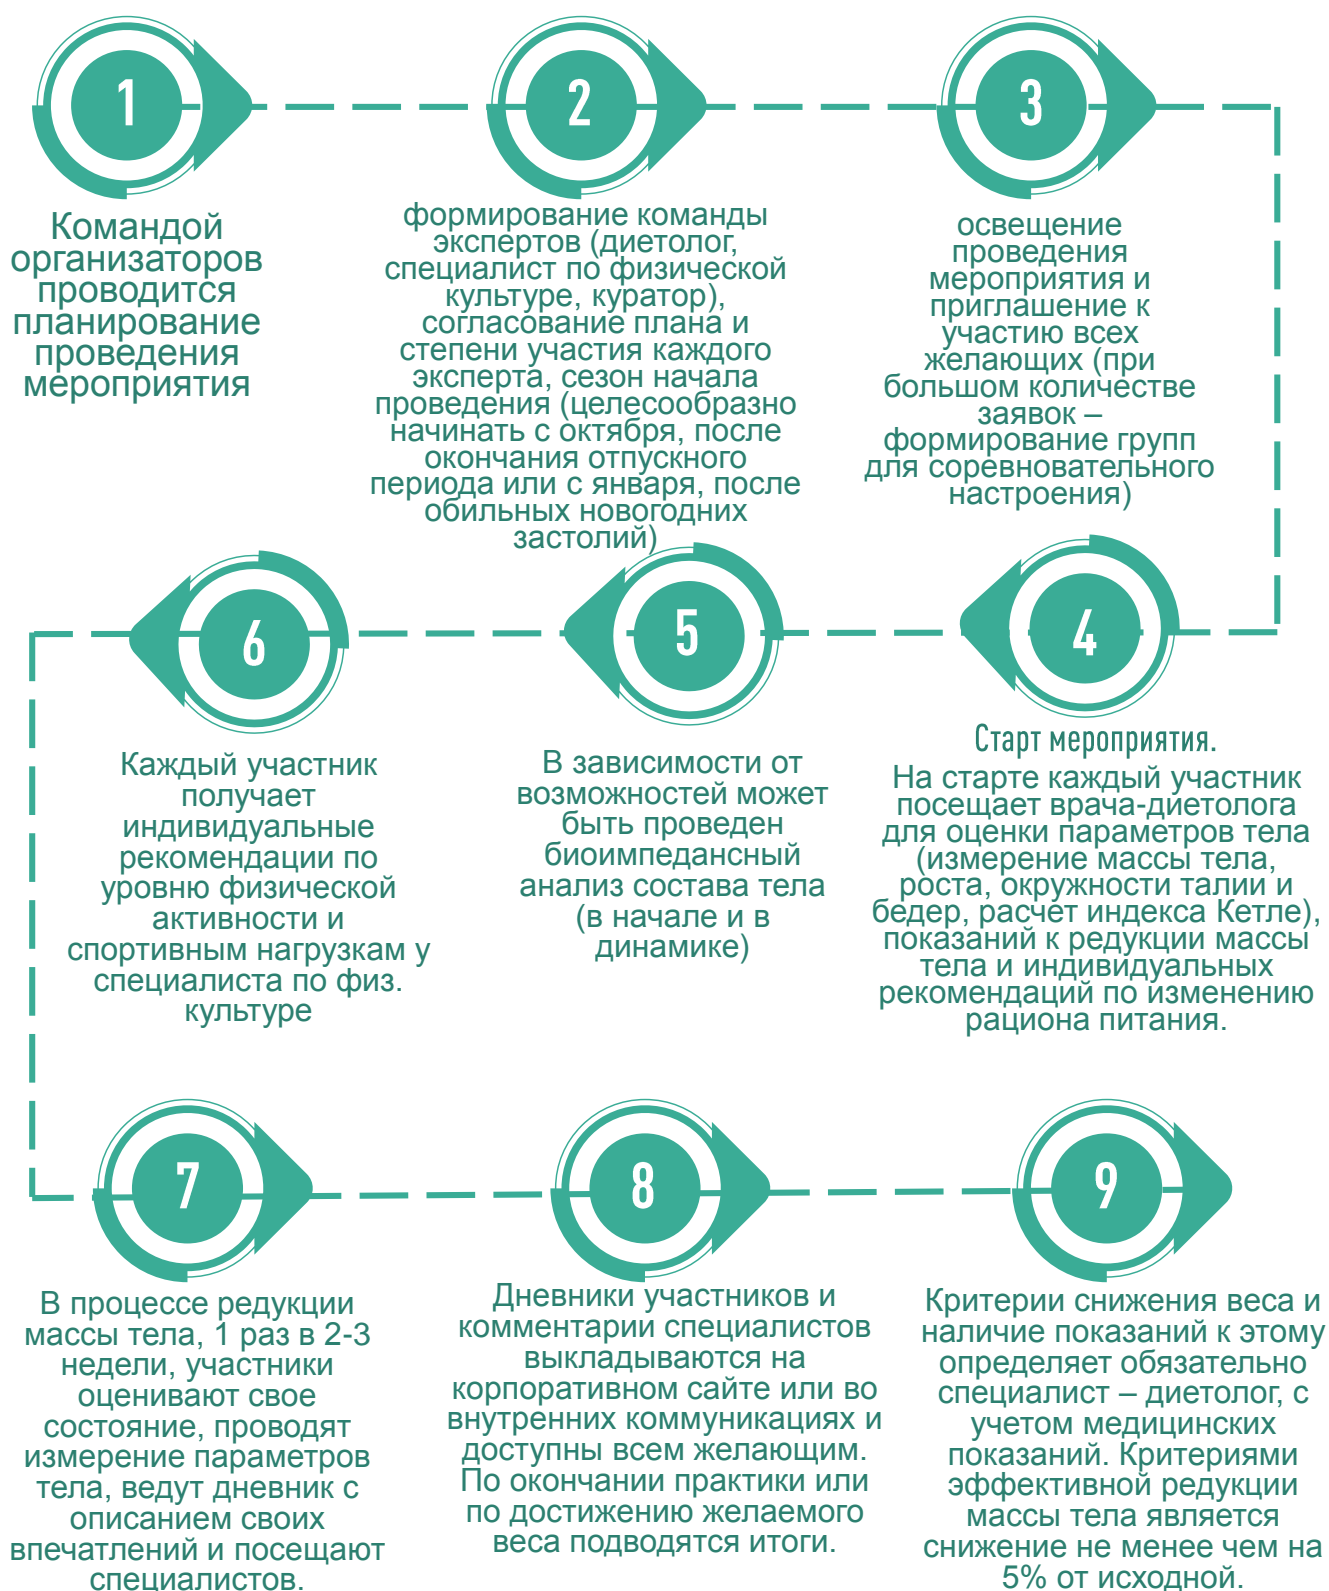 1
Командой
организаторов
проводится
планирование
проведения
мероприятия
2
формирование команды
экспертов (диетолог,
специалист по физической
культуре, куратор),
согласование плана и
степени участия каждого
эксперта, сезон начала
проведения (целесообразно
начинать с октября, после
окончания отпускного
периода или с января, после
обильных новогодних
застолий)
3
освещение
проведения
мероприятия и
приглашение к
участию всех
желающих (при
большом количестве
заявок –
формирование групп
для соревновательного
настроения)
4
Старт мероприятия.
На старте каждый участник
посещает врача-диетолога
для оценки параметров тела
(измерение массы тела,
роста, окружности талии и
бедер, расчет индекса Кетле),
показаний к редукции массы
тела и индивидуальных
рекомендаций по изменению
рациона питания.
5
В зависимости от
возможностей может
быть проведен
биоимпедансный
анализ состава тела
(в начале и в
динамике)
6
Каждый участник
получает
индивидуальные
рекомендации по
уровню физической
активности и
спортивным нагрузкам у
специалиста по физ.
культуре
7
В процессе редукции
массы тела, 1 раз в 2-3
недели, участники
оценивают свое
состояние, проводят
измерение параметров
тела, ведут дневник с
описанием своих
впечатлений и посещают
специалистов.
8
Дневники участников и
комментарии специалистов
выкладываются на
корпоративном сайте или во
внутренних коммуникациях и
доступны всем желающим.
По окончании практики или
по достижению желаемого
веса подводятся итоги.
9
Критерии снижения веса и
наличие показаний к этому
определяет обязательно
специалист – диетолог, с
учетом медицинских
показаний. Критериями
эффективной редукции
массы тела является
снижение не менее чем на
5% от исходной.